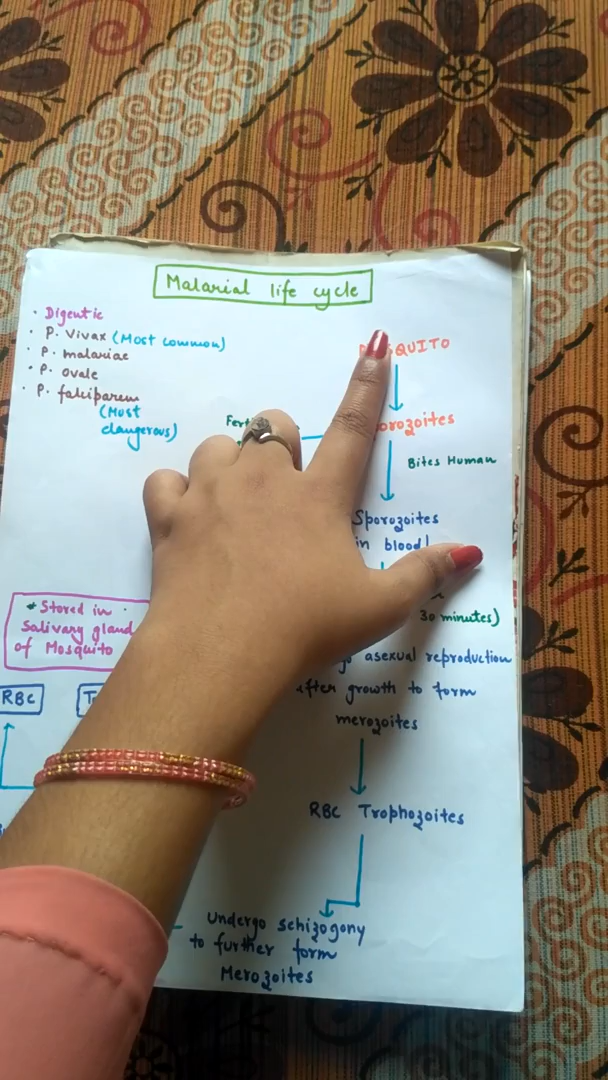 Malarial life cycle
· Digentic
· P. Vivax (Most common)
· P. malariae
· P. ovale
· P. falciparem
(Most
dangerous)
QUITO
orozoites
Bites Human
Sporozoites
in blood
30 minutes)
* Stored in
Salivary gland
of Mosquito
asexual reproduction
after growth to form
merozoites
RBC
RBC Trophozoites
Undergo schizogony
to further form
Merozoites